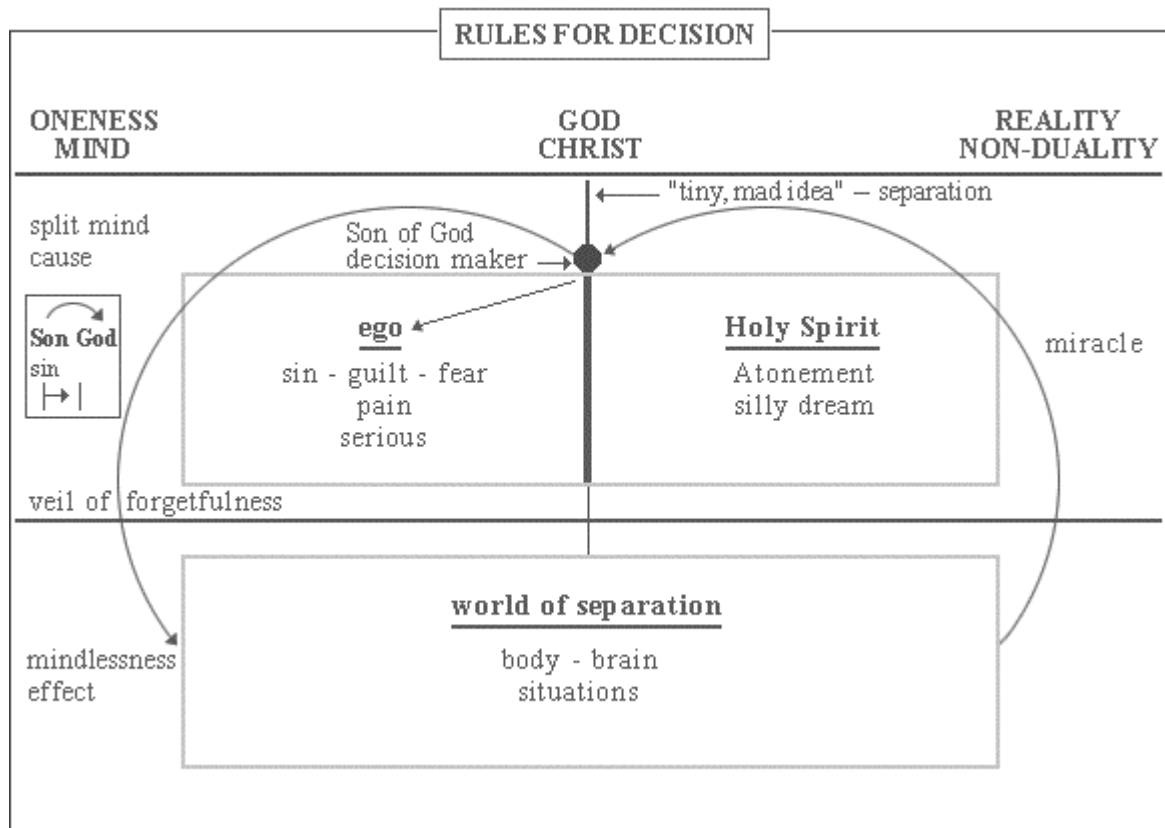 RULES FOR DECISION
ONENESS
MIND
GOD
CHRIST
REALITY
NON-DUALITY
"tiny, mad idea" – separation
split mind
cause
Son of God
decision maker
Son God
sin
ego
sin - guilt - fear
pain
serious
Holy Spirit
Atonement
silly dream
miracle
veil of forgetfulness
world of separation
body - brain
situations
mindlessness
effect